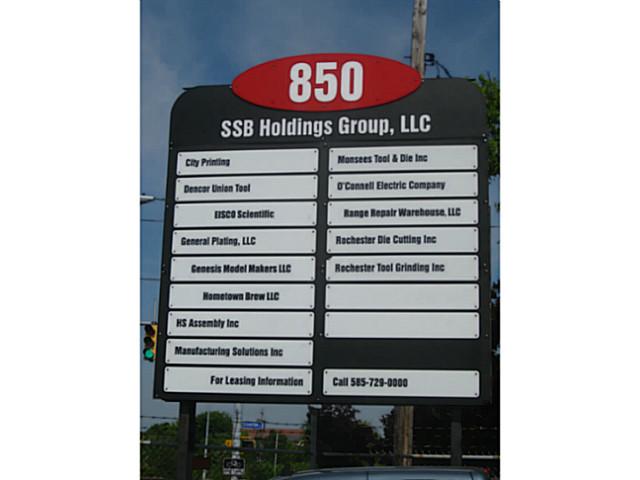 850
SSB Holdings Group, LLC
City Printing
Dencor Union Tool
EISCO Scientific
General Plating, LLC
Genesis Model Makers LLC
Hometown Brew LLC
HS Assembly Inc
Manufacturing Solutions Inc
Monsees Tool & Die Inc
O'Connell Electric Company
Range Repair Warehouse, LLC
Rochester Die Cutting Inc
Rochester Tool Grinding Inc
For Leasing Information Call 585-729-0000